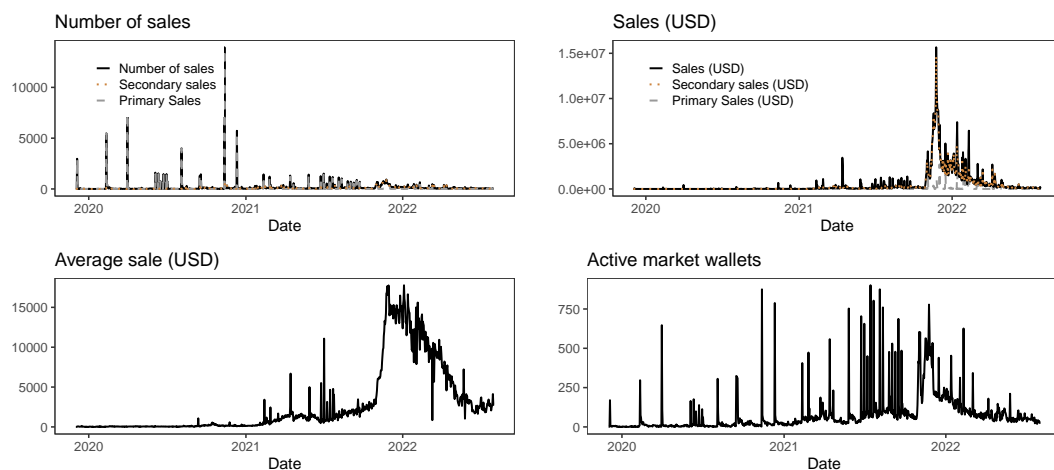 Number of sales
Number of sales
Secondary sales
Primary Sales
10000
5000
0
2020
2021
2022
Date
Sales (USD)
1.5e+07
Sales (USD)
Secondary sales (USD)
Primary Sales (USD)
1.0e+07
5.0e+06
0.0e+00
2020
2021
2022
Date
Average sale (USD)
15000
10000
5000
0
2020
2021
2022
Date
Active market wallets
750
500
250
0
2020
2021
2022
Date